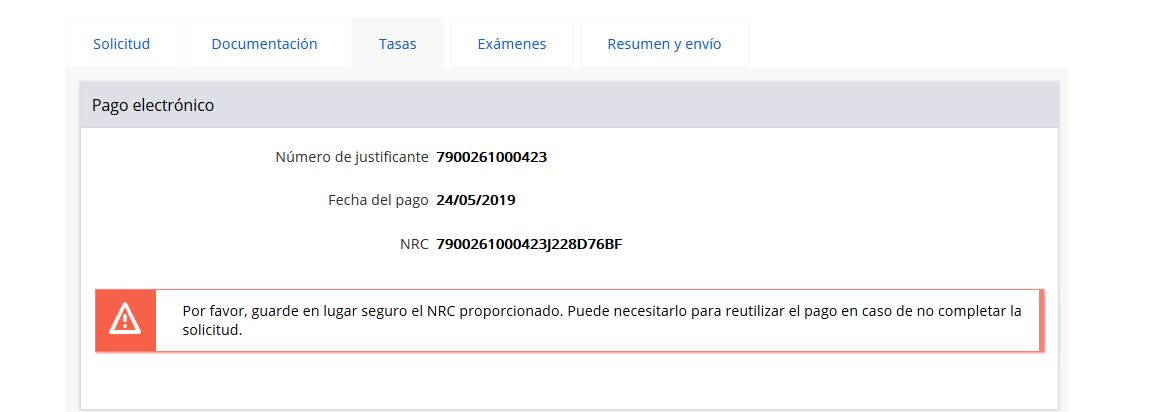 Solicitud Documentación Tasas Exámenes Resumen y envío
Pago electrónico
Número de justificante 7900261000423
Fecha del pago 24/05/2019
NRC 7900261000423J228D76BF
Por favor, guarde en lugar seguro el NRC proporcionado. Puede necesitarlo para reutilizar el pago en caso de no completar la
solicitud.